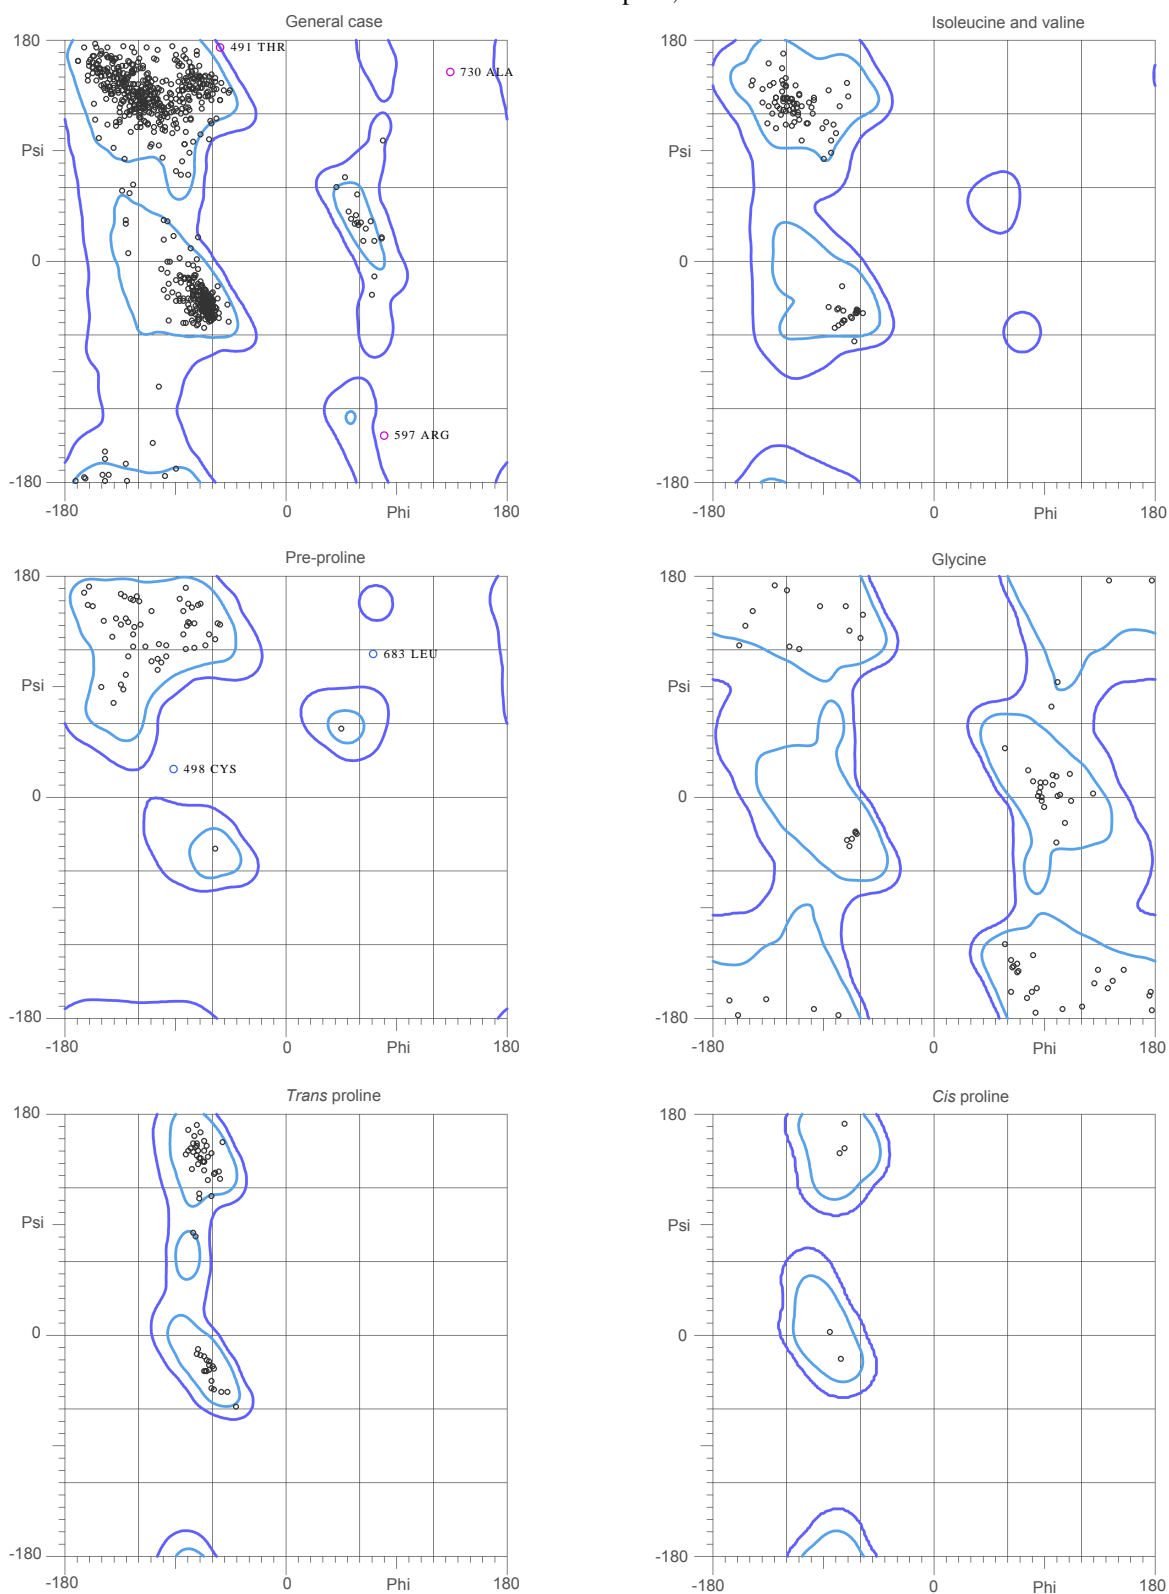 General case
Isoleucine and valine
180
491 THR
730 ALA
180
Psi
Psi
0
0
597 ARG
-180
-180
-180
0
Phi
180
-180
0
Phi
180
Pre-proline
Glycine
180
180
683 LEU
Psi
Psi
498 CYS
0
0
-180
-180
-180
0
Phi
180
-180
0
Phi
180
Trans proline
Cis proline
180
180
Psi
Psi
0
0
-180
-180
-180
0
Phi
180
-180
0
Phi
180